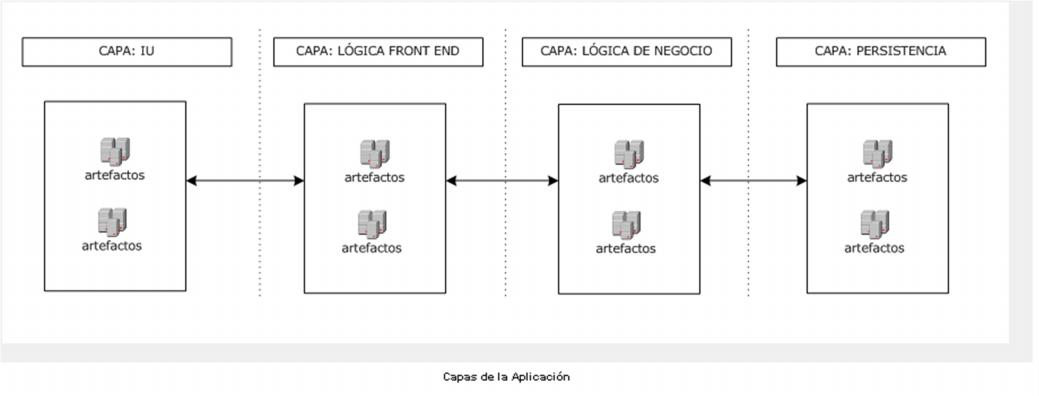 CAPA: IU
CAPA: LÓGICA FRONT END
CAPA: LÓGICA DE NEGOCIO
CAPA: PERSISTENCIA
artefactos
artefactos
artefactos
artefactos
artefactos
artefactos
artefactos
artefactos
Capas de la Aplicación